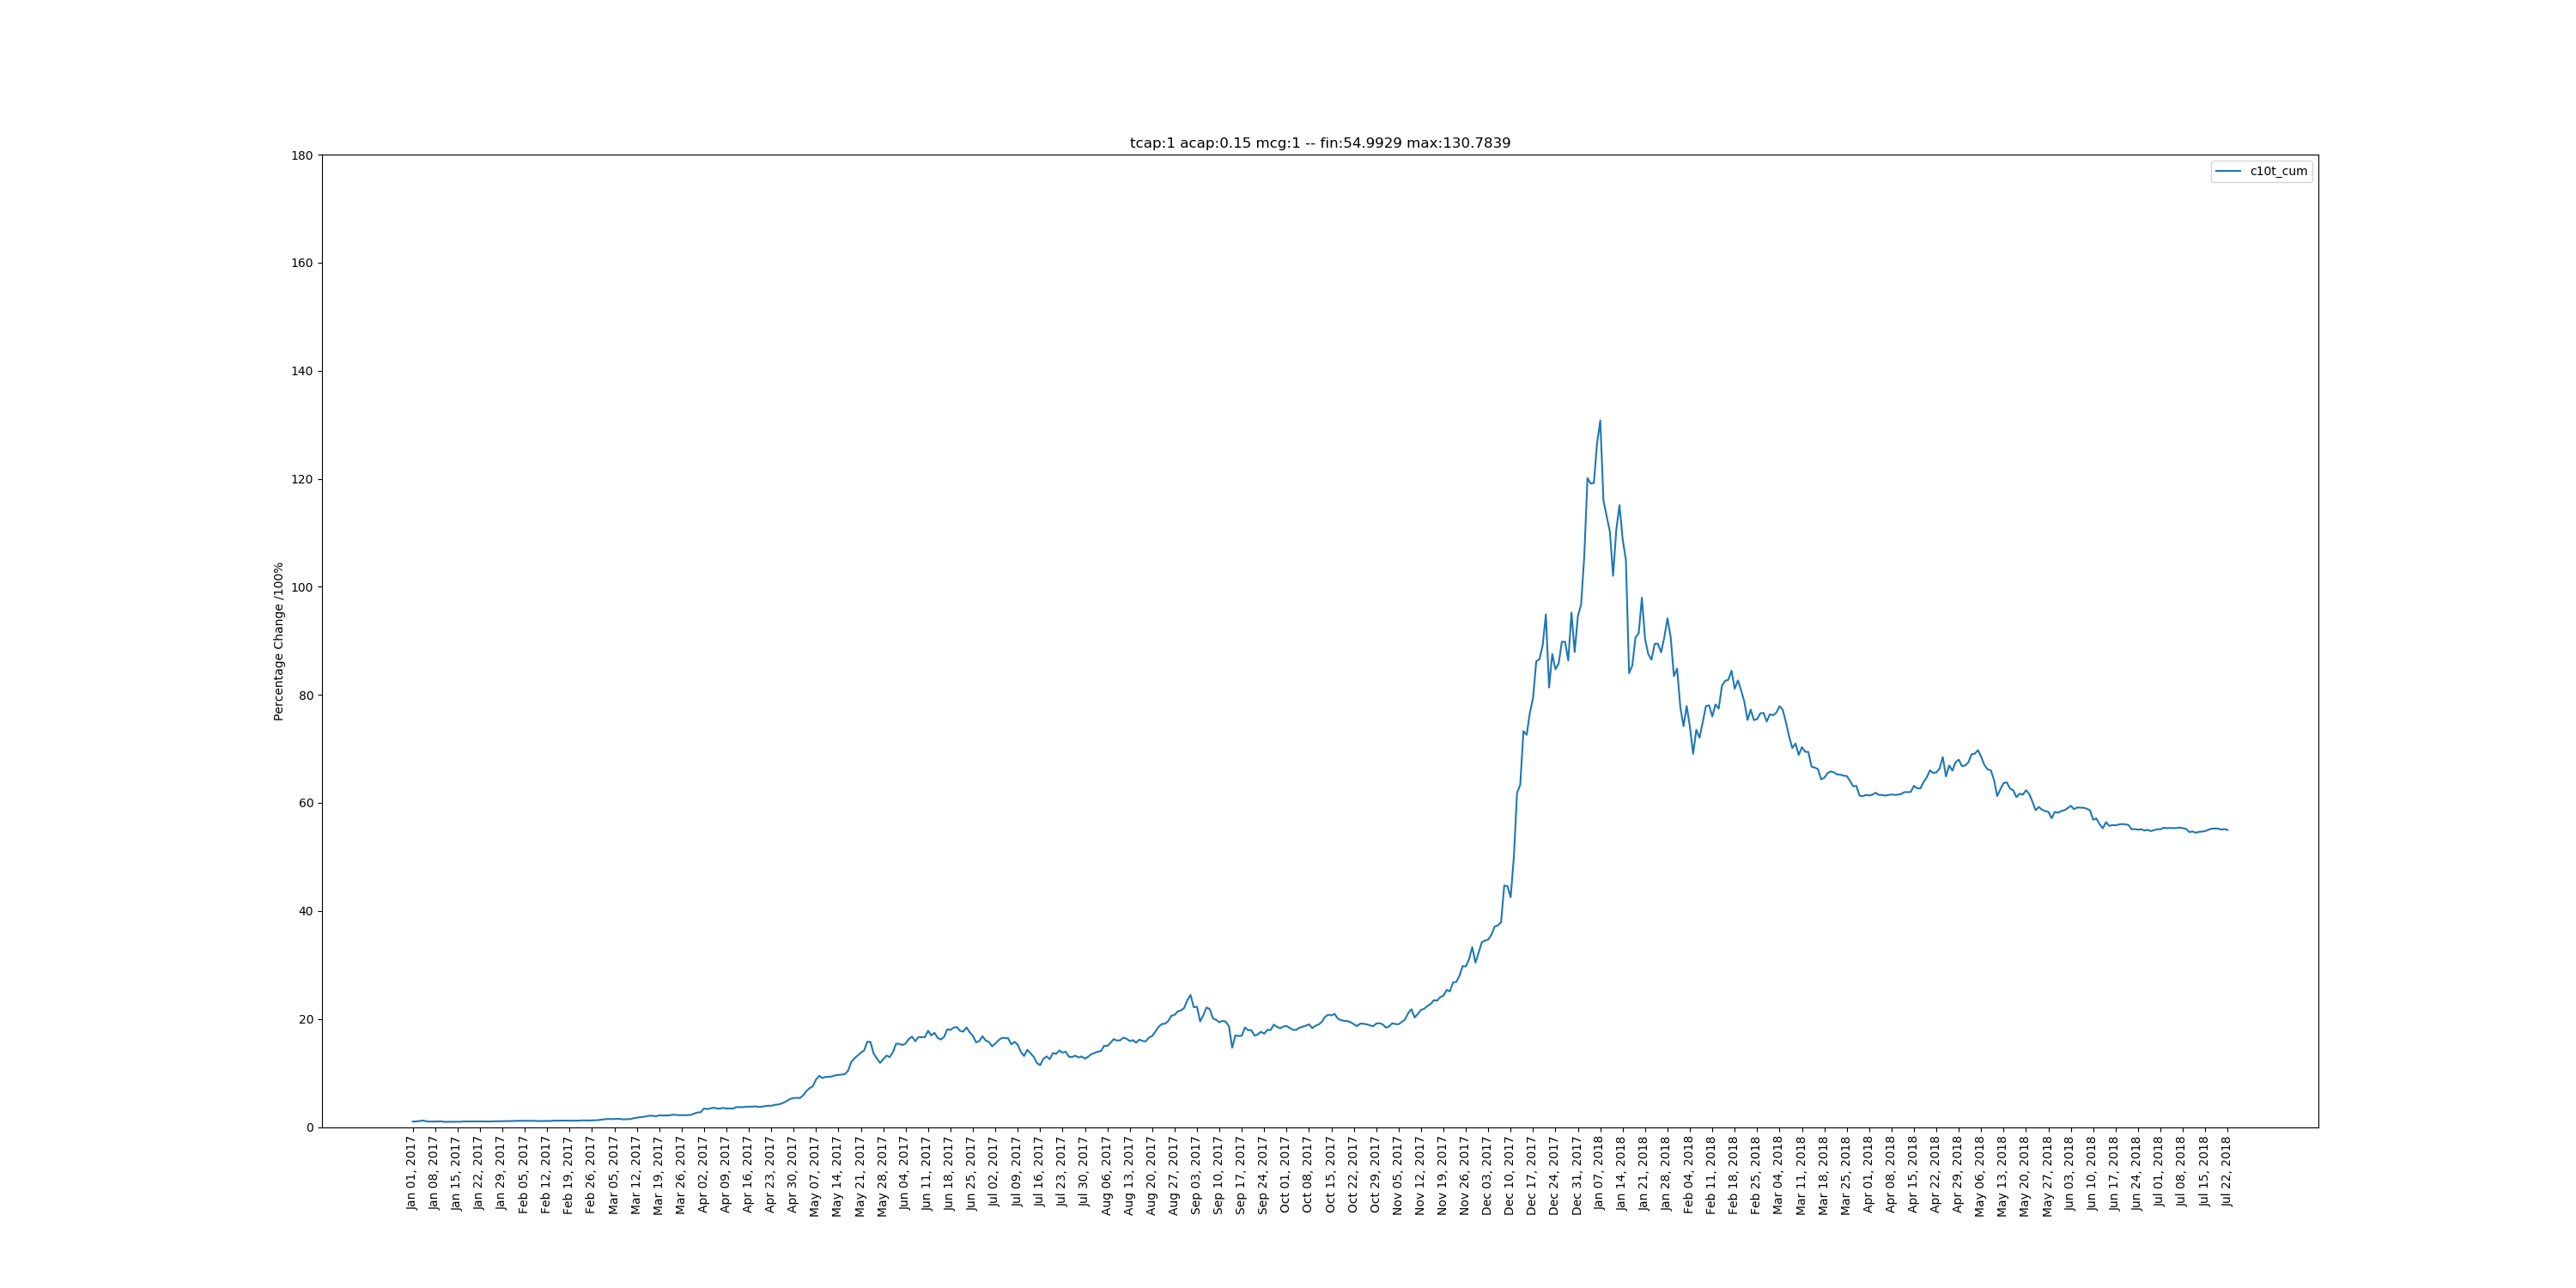 tcap:1 acap:0.15 mcg:1 -- fin:54.9929 max:130.7839
c10t_cum
Percentage Change /100%
180
160
140
120
100
80
60
40
20
0
Jan 01, 2017
Jan 08, 2017
Jan 15, 2017
Jan 22, 2017
Jan 29, 2017
Feb 05, 2017
Feb 12, 2017
Feb 19, 2017
Feb 26, 2017
Mar 05, 2017
Mar 12, 2017
Mar 19, 2017
Mar 26, 2017
Apr 02, 2017
Apr 09, 2017
Apr 16, 2017
Apr 23, 2017
Apr 30, 2017
May 07, 2017
May 14, 2017
May 21, 2017
May 28, 2017
Jun 04, 2017
Jun 11, 2017
Jun 18, 2017
Jun 25, 2017
Jul 02, 2017
Jul 09, 2017
Jul 16, 2017
Jul 23, 2017
Jul 30, 2017
Aug 06, 2017
Aug 13, 2017
Aug 20, 2017
Aug 27, 2017
Sep 03, 2017
Sep 10, 2017
Sep 17, 2017
Sep 24, 2017
Oct 01, 2017
Oct 08, 2017
Oct 15, 2017
Oct 22, 2017
Oct 29, 2017
Nov 05, 2017
Nov 12, 2017
Nov 19, 2017
Nov 26, 2017
Dec 03, 2017
Dec 10, 2017
Dec 17, 2017
Dec 24, 2017
Dec 31, 2017
Jan 07, 2018
Jan 14, 2018
Jan 21, 2018
Jan 28, 2018
Feb 04, 2018
Feb 11, 2018
Feb 18, 2018
Feb 25, 2018
Mar 04, 2018
Mar 11, 2018
Mar 18, 2018
Mar 25, 2018
Apr 01, 2018
Apr 08, 2018
Apr 15, 2018
Apr 22, 2018
Apr 29, 2018
May 06, 2018
May 13, 2018
May 20, 2018
May 27, 2018
Jun 03, 2018
Jun 10, 2018
Jun 17, 2018
Jun 24, 2018
Jul 01, 2018
Jul 08, 2018
Jul 15, 2018
Jul 22, 2018